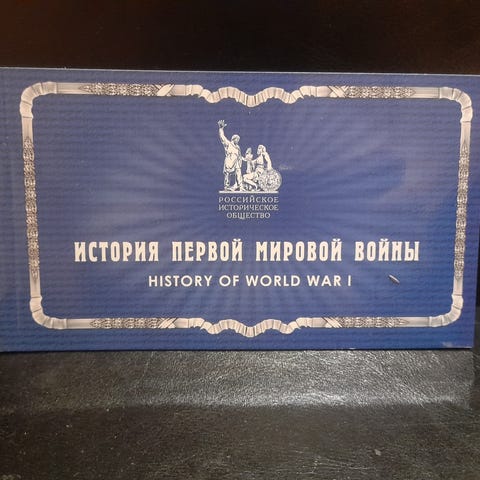 РОССИЙСКОЕ
ИСТОРИЧЕСКОЕ
ОБЩЕСТВО
ИСТОРИЯ ПЕРВОЙ МИРОВОЙ ВОЙНЫ
HISTORY OF WORLD WAR I